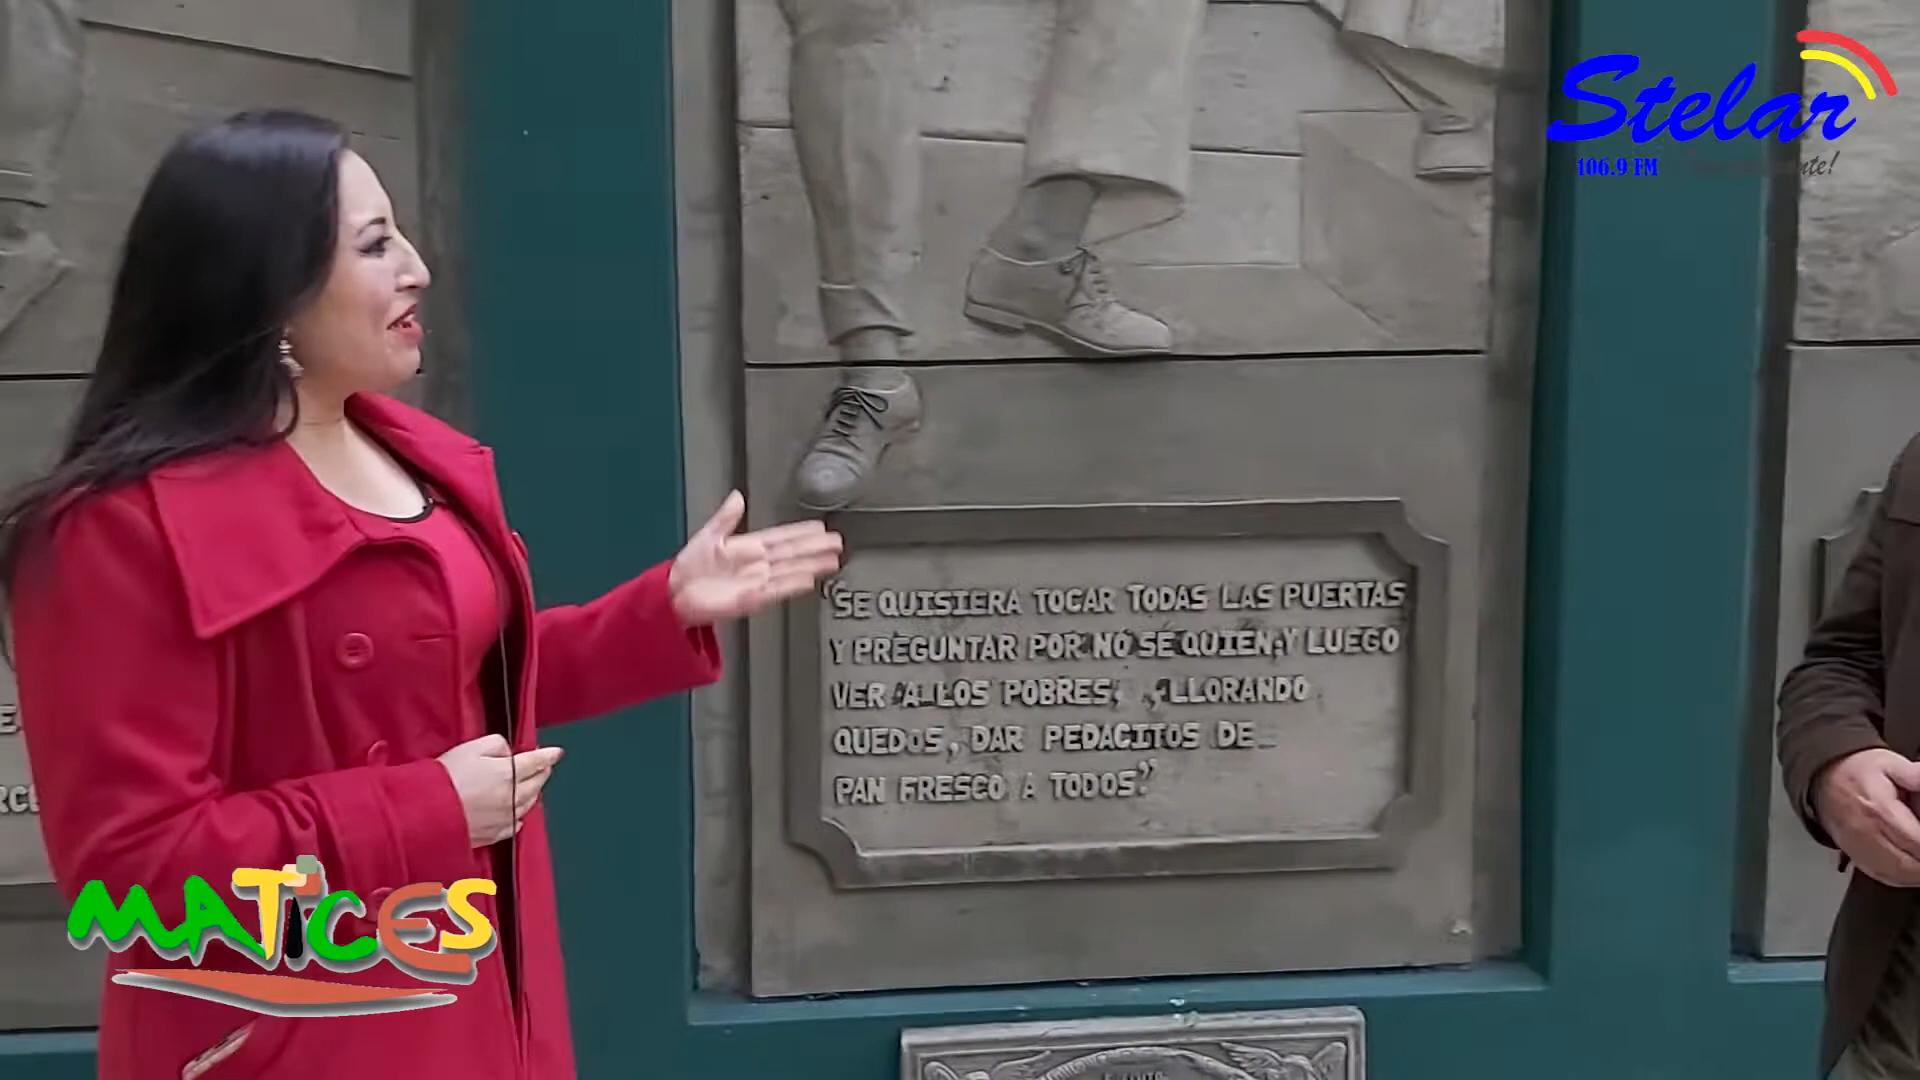 Stelar
106.9 FM
"SE QUISIERA TOCAR TODAS LAS PUERTAS
Y PREGUNTAR POR NO SE QUIEN; Y LUEGO
VER A LOS POBRES, , LLORANDO
QUEDOS, DAR PEDACITOS DE
PAN FRESCO A TODOS."
MATICES